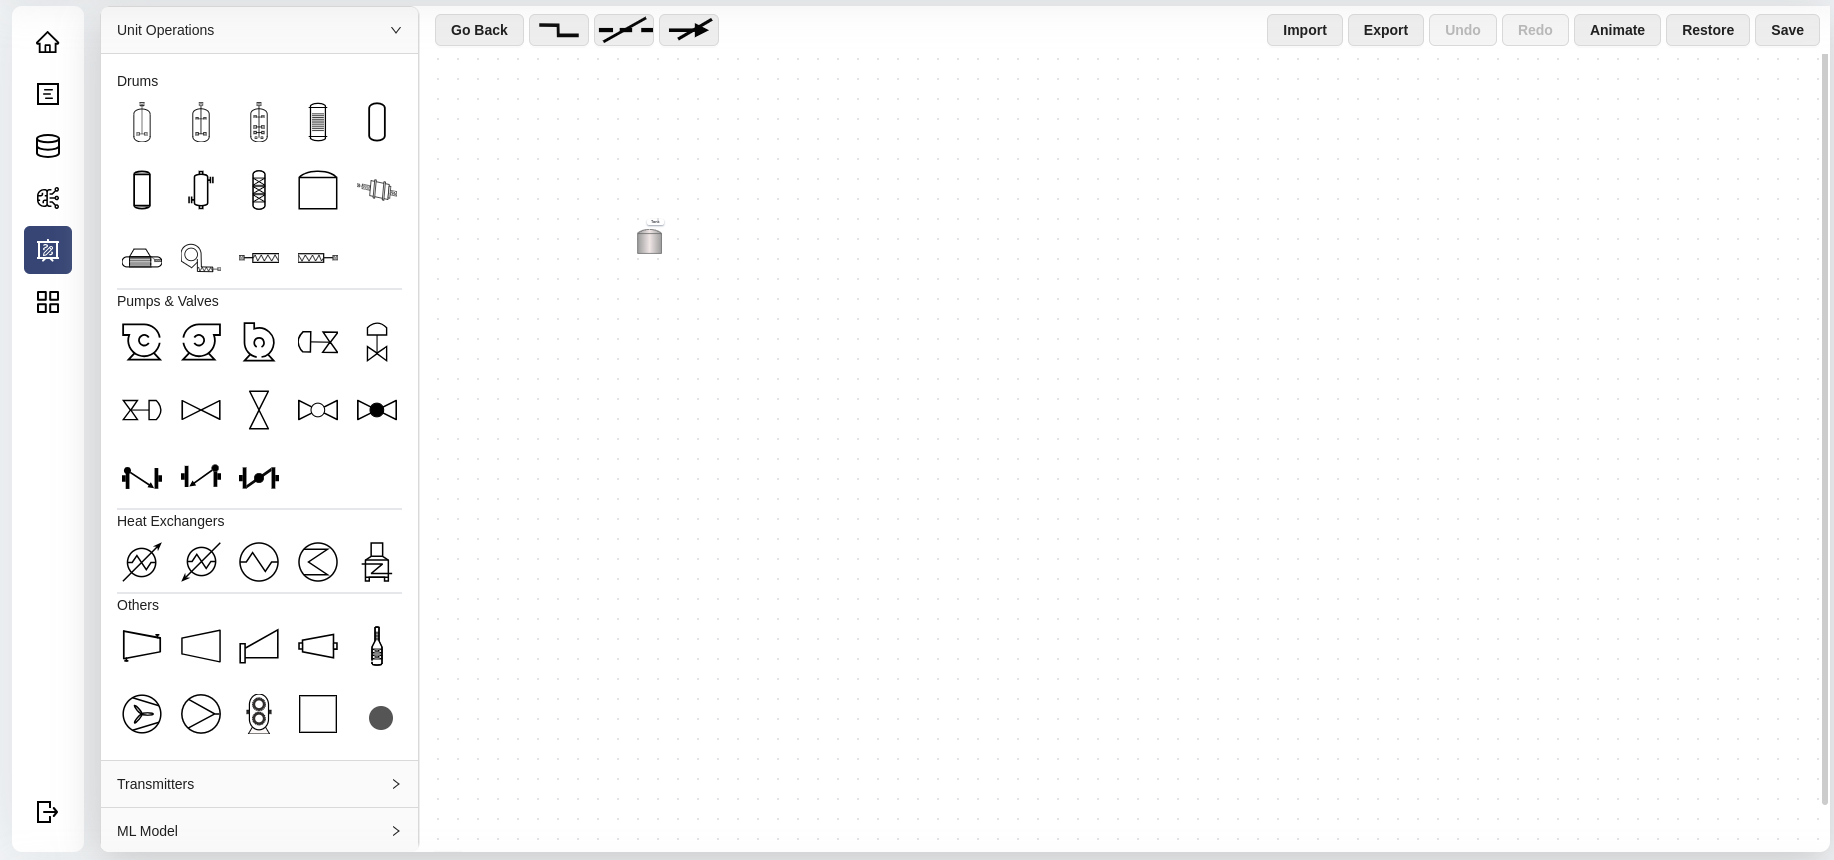 Unit Operations
Go Back
Import
Export
Undo
Redo
Animate
Restore
Save
Drums
Pumps & Valves
Heat Exchangers
Others
Transmitters
ML Model